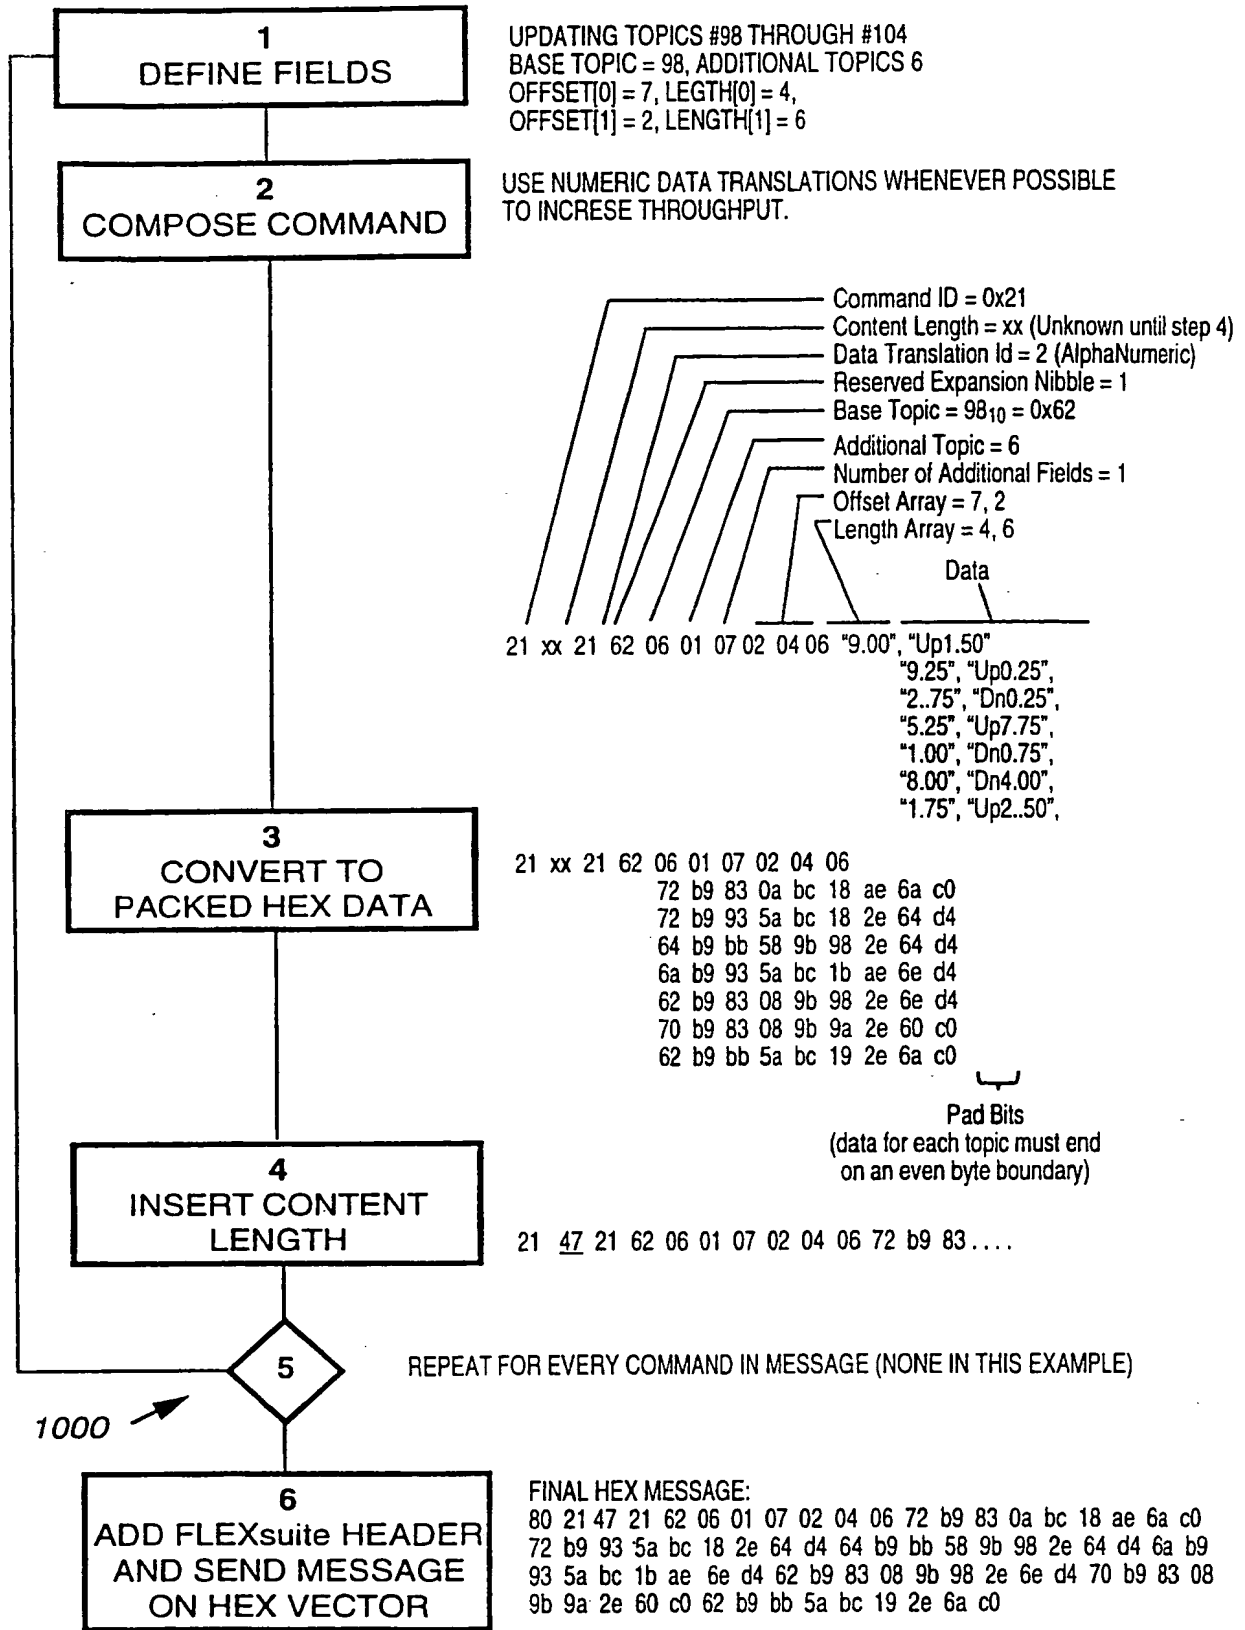 1
DEFINE FIELDS
UPDATING TOPICS #98 THROUGH #104
BASE TOPIC = 98, ADDITIONAL TOPICS 6
OFFSET[0] = 7, LEGTH[0] = 4,
OFFSET[1] = 2, LENGTH[1] = 6
2
COMPOSE COMMAND
USE NUMERIC DATA TRANSLATIONS WHENEVER POSSIBLE
TO INCRESE THROUGHPUT.
Command ID = 0x21
Content Length = xx (Unknown until step 4)
Data Translation Id = 2 (AlphaNumeric)
Reserved Expansion Nibble = 1
Base Topic = 98₁₀ = 0x62
Additional Topic = 6
Number of Additional Fields = 1
Offset Array = 7, 2
Length Array = 4, 6
Data
21 xx 21 62 06 01 07 02 04 06 "9.00", "Up1.50"
"9.25", "Up0.25",
"2..75", "Dn0.25",
"5.25", "Up7.75",
"1.00", "Dn0.75",
"8.00", "Dn4.00",
"1.75", "Up2..50",
3
CONVERT TO
PACKED HEX DATA
21 xx 21 62 06 01 07 02 04 06
72 b9 83 0a bc 18 ae 6a c0
72 b9 93 5a bc 18 2e 64 d4
64 b9 bb 58 9b 98 2e 64 d4
6a b9 93 5a bc 1b ae 6e d4
62 b9 83 08 9b 98 2e 6e d4
70 b9 83 08 9b 9a 2e 60 c0
62 b9 bb 5a bc 19 2e 6a c0
Pad Bits
(data for each topic must end
on an even byte boundary)
4
INSERT CONTENT
LENGTH
21 47 21 62 06 01 07 02 04 06 72 b9 83....
5
REPEAT FOR EVERY COMMAND IN MESSAGE (NONE IN THIS EXAMPLE)
1000
6
ADD FLEXsuite HEADER
AND SEND MESSAGE
ON HEX VECTOR
FINAL HEX MESSAGE:
80 21 47 21 62 06 01 07 02 04 06 72 b9 83 0a bc 18 ae 6a c0
72 b9 93 5a bc 18 2e 64 d4 64 b9 bb 58 9b 98 2e 64 d4 6a b9
93 5a bc 1b ae 6e d4 62 b9 83 08 9b 98 2e 6e d4 70 b9 83 08
9b 9a 2e 60 c0 62 b9 bb 5a bc 19 2e 6a c0